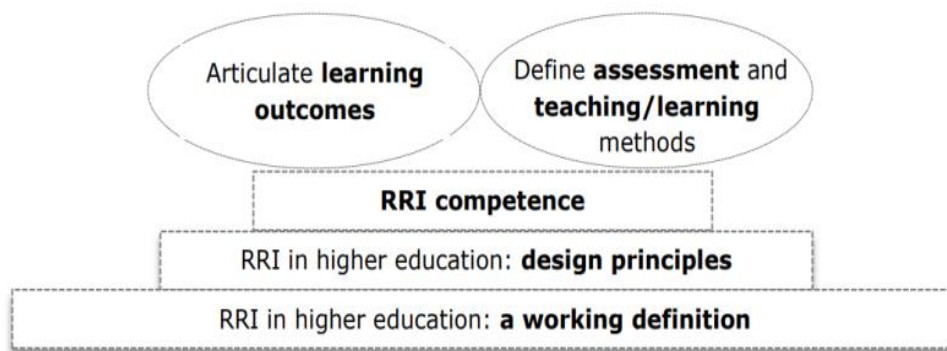 Articulate learning
outcomes
Define assessment and
teaching/learning
methods
RRI competence
RRI in higher education: design principles
RRI in higher education: a working definition